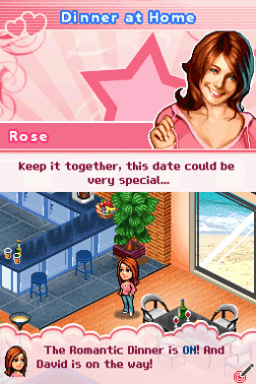 Dinner at Home
Rose
Keep it together, this date could be
very special...
The Romantic Dinner is ON! And
David is on the way!